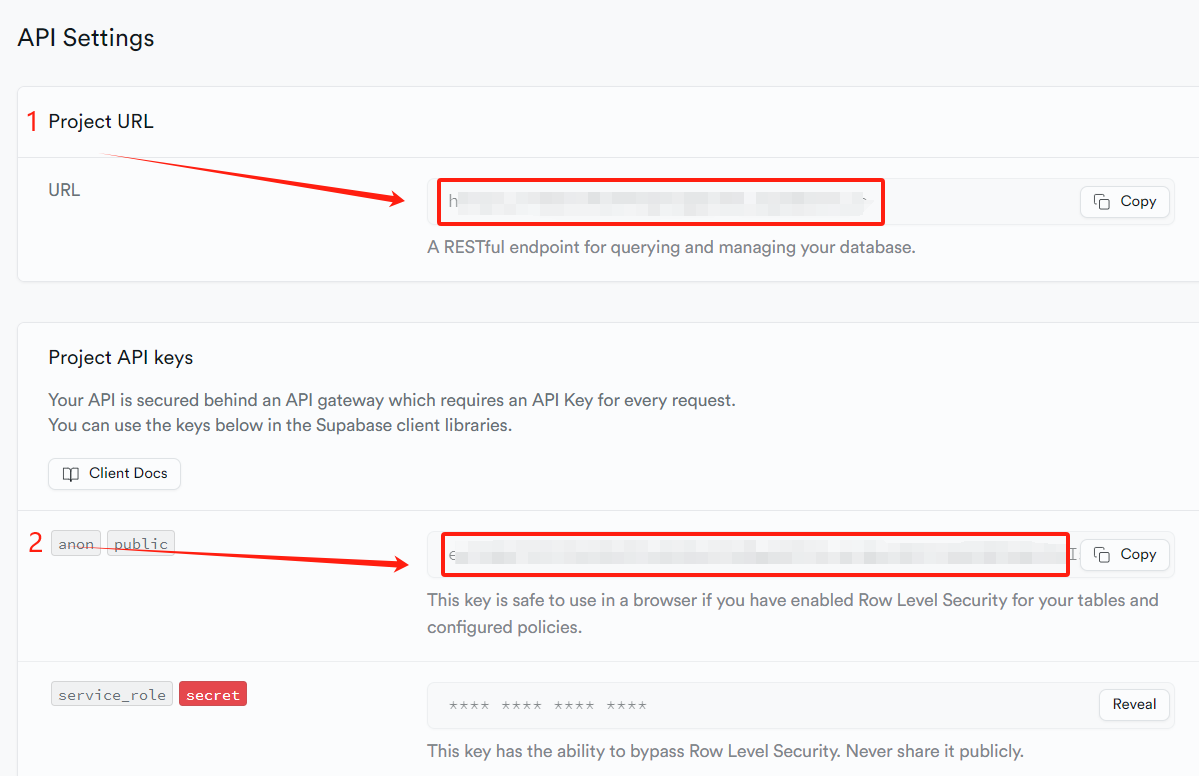 API Settings
1 Project URL
URL
Copy
A RESTful endpoint for querying and managing your database.
Project API keys
Your API is secured behind an API gateway which requires an API Key for every request.
You can use the keys below in the Supabase client libraries.
Client Docs
2 anon public
Copy
This key is safe to use in a browser if you have enabled Row Level Security for your tables and
configured policies.
service_role secret
**** **** **** ****
Reveal
This key has the ability to bypass Row Level Security. Never share it publicly.